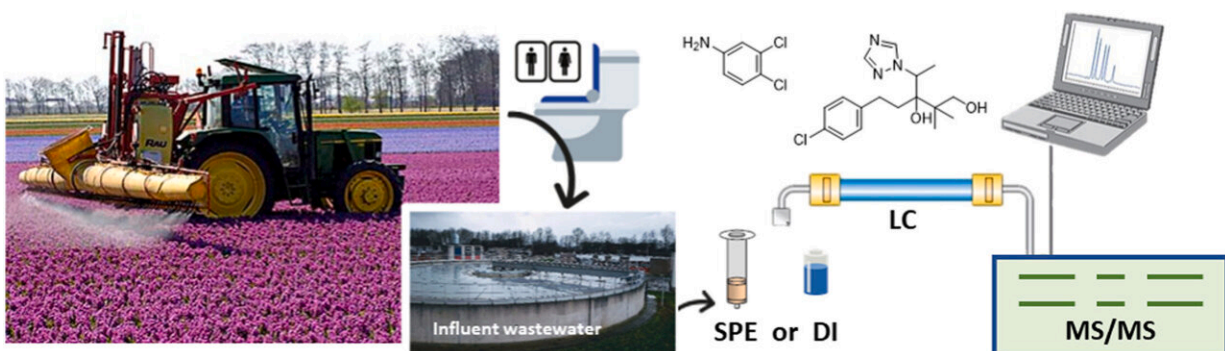 RAU
Influent wastewater
H₂N
Cl
Cl
N
N
N
Cl
OH
OH
LC
SPE or DI
MS/MS